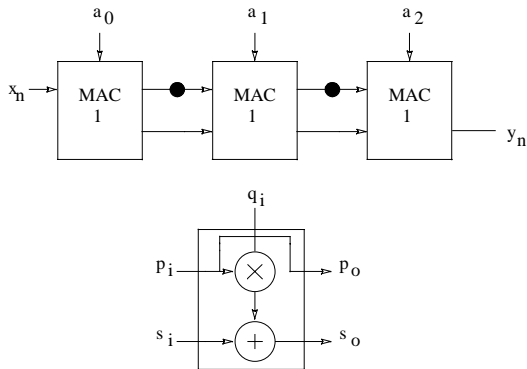 a0 a1 a2
xn MAC 1 MAC 1 MAC 1 yn
qi
pi × po
si + so